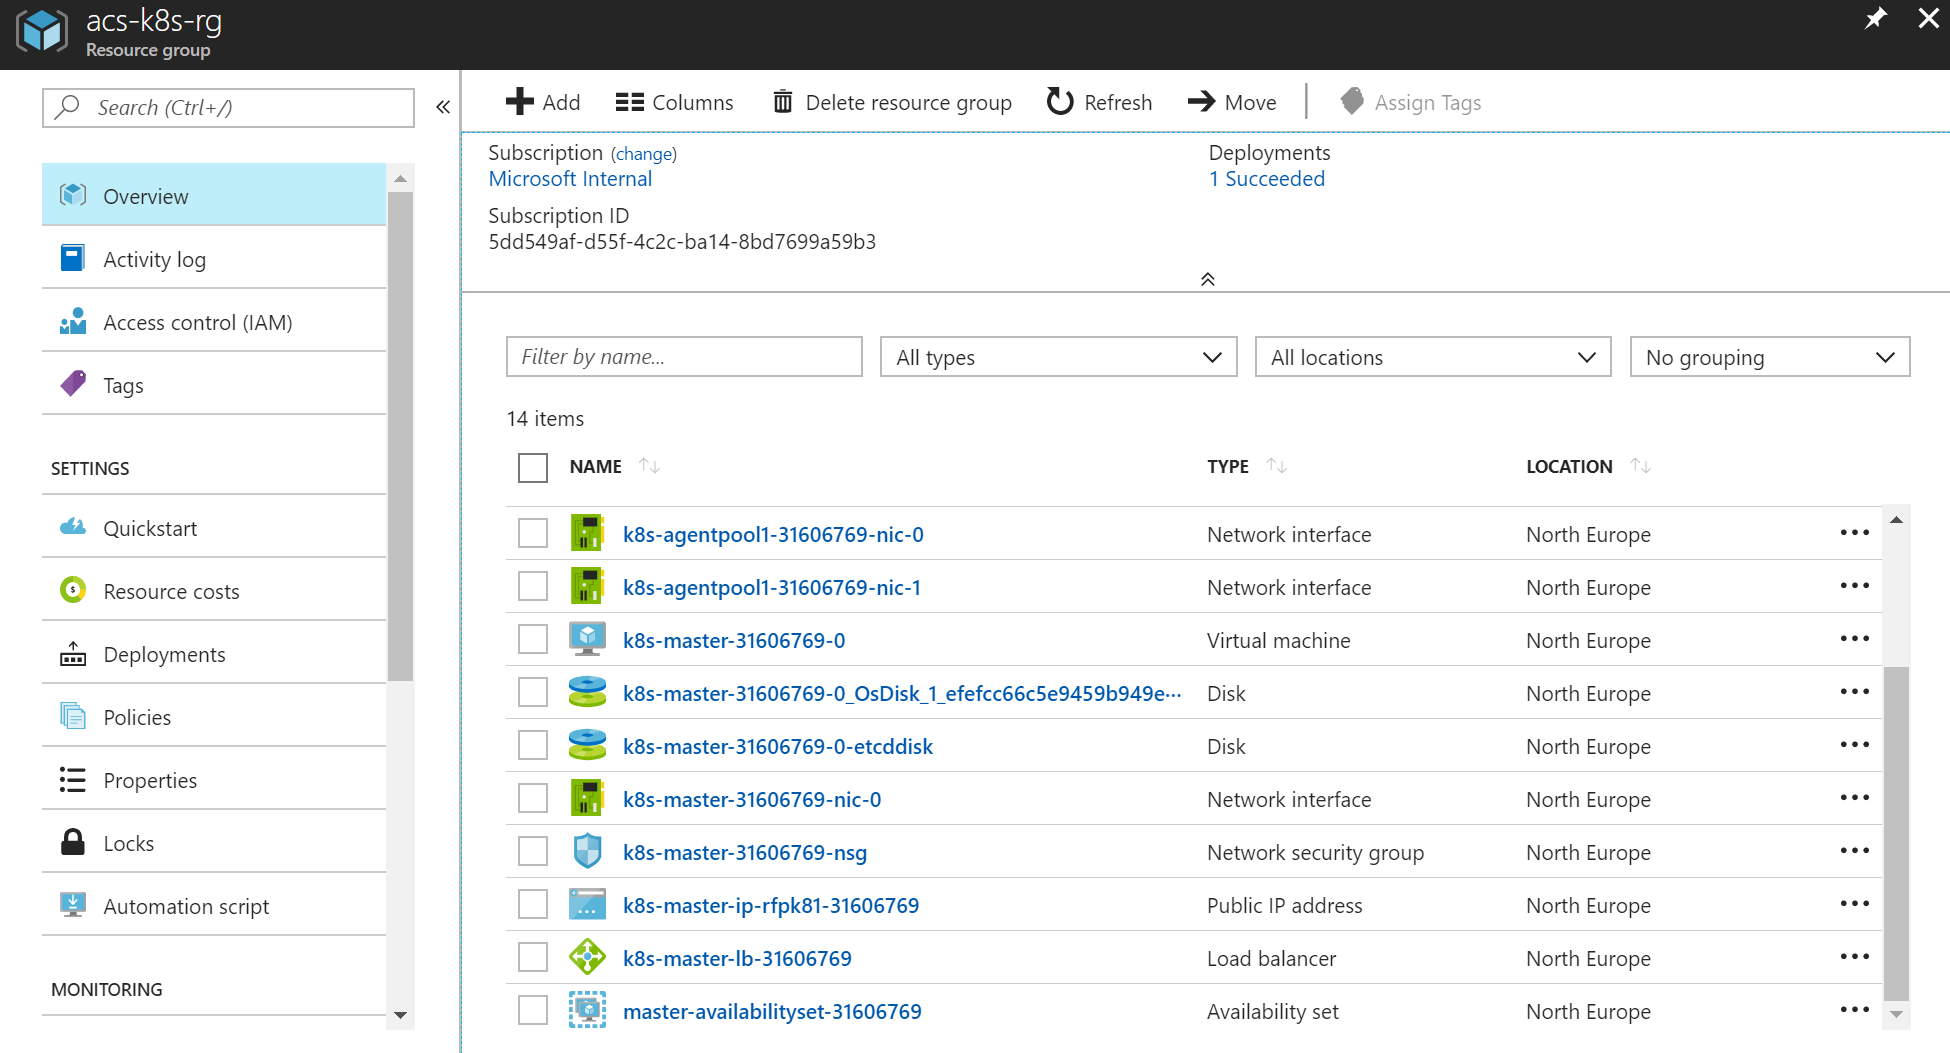 acs-k8s-rg
Resource group
Search (Ctrl+/)
Overview
Activity log
Access control (IAM)
Tags
SETTINGS
Quickstart
Resource costs
Deployments
Policies
Properties
Locks
Automation script
MONITORING
Add Columns Delete resource group Refresh Move Assign Tags
Subscription (change)
Microsoft Internal
Subscription ID
5dd549af-d55f-4c2c-ba14-8bd7699a59b3
Deployments
1 Succeeded
Filter by name... All types All locations No grouping
14 items
NAME TYPE LOCATION
k8s-agentpool1-31606769-nic-0 Network interface North Europe
k8s-agentpool1-31606769-nic-1 Network interface North Europe
k8s-master-31606769-0 Virtual machine North Europe
k8s-master-31606769-0_OsDisk_1_efefcc66c5e9459b949e... Disk North Europe
k8s-master-31606769-0-etcddisk Disk North Europe
k8s-master-31606769-nic-0 Network interface North Europe
k8s-master-31606769-nsg Network security group North Europe
k8s-master-ip-rfpk81-31606769 Public IP address North Europe
k8s-master-lb-31606769 Load balancer North Europe
master-availabilityset-31606769 Availability set North Europe